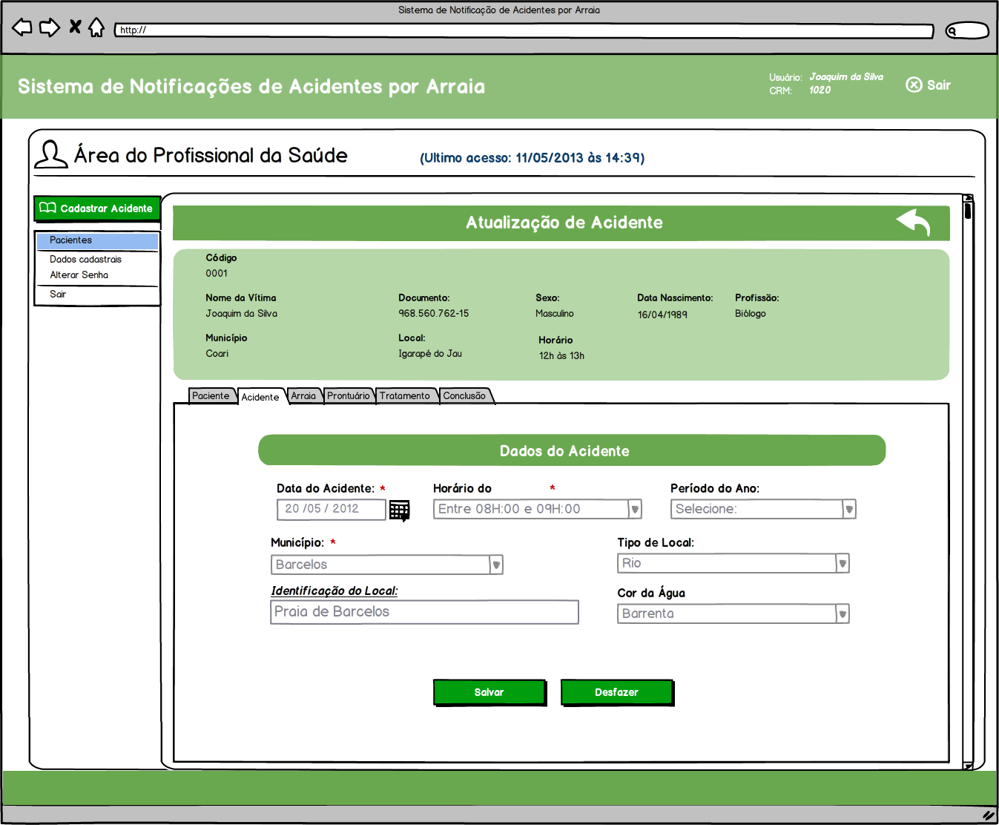 Sistema de Notificação de Acidentes por Arraia
http://
Sistema de Notificações de Acidentes por Arraia
Usuário: Joaquim da Silva
CRM: 1020
Sair
Área do Profissional da Saúde
(Ultimo acesso: 11/05/2013 às 14:39)
Cadastrar Acidente
Pacientes
Dados cadastrais
Alterar Senha
Sair
Atualização de Acidente
Código
0001
Nome da Vítima Documento: Sexo: Data Nascimento: Profissão:
Joaquim da Silva 968.560.762-15 Masculino 16/04/1989 Biólogo
Município Local: Horário
Coari Igarapé do Jau 12h às 13h
Paciente Acidente Arraia Prontuário Tratamento Conclusão
Dados do Acidente
Data do Acidente: * Horário do * Período do Ano:
20 /05 / 2012 Entre 08H:00 e 09H:00 Selecione:
Município: * Tipo de Local:
Barcelos Rio
Identificação do Local: Cor da Água
Praia de Barcelos Barrenta
Salvar Desfazer